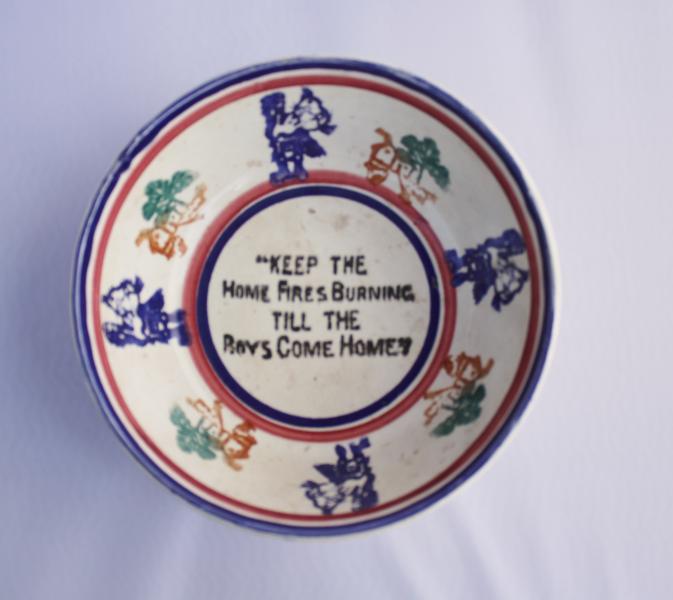 "KEEP THE
HOME FIRES BURNING
TILL THE
BOYS COME HOME"